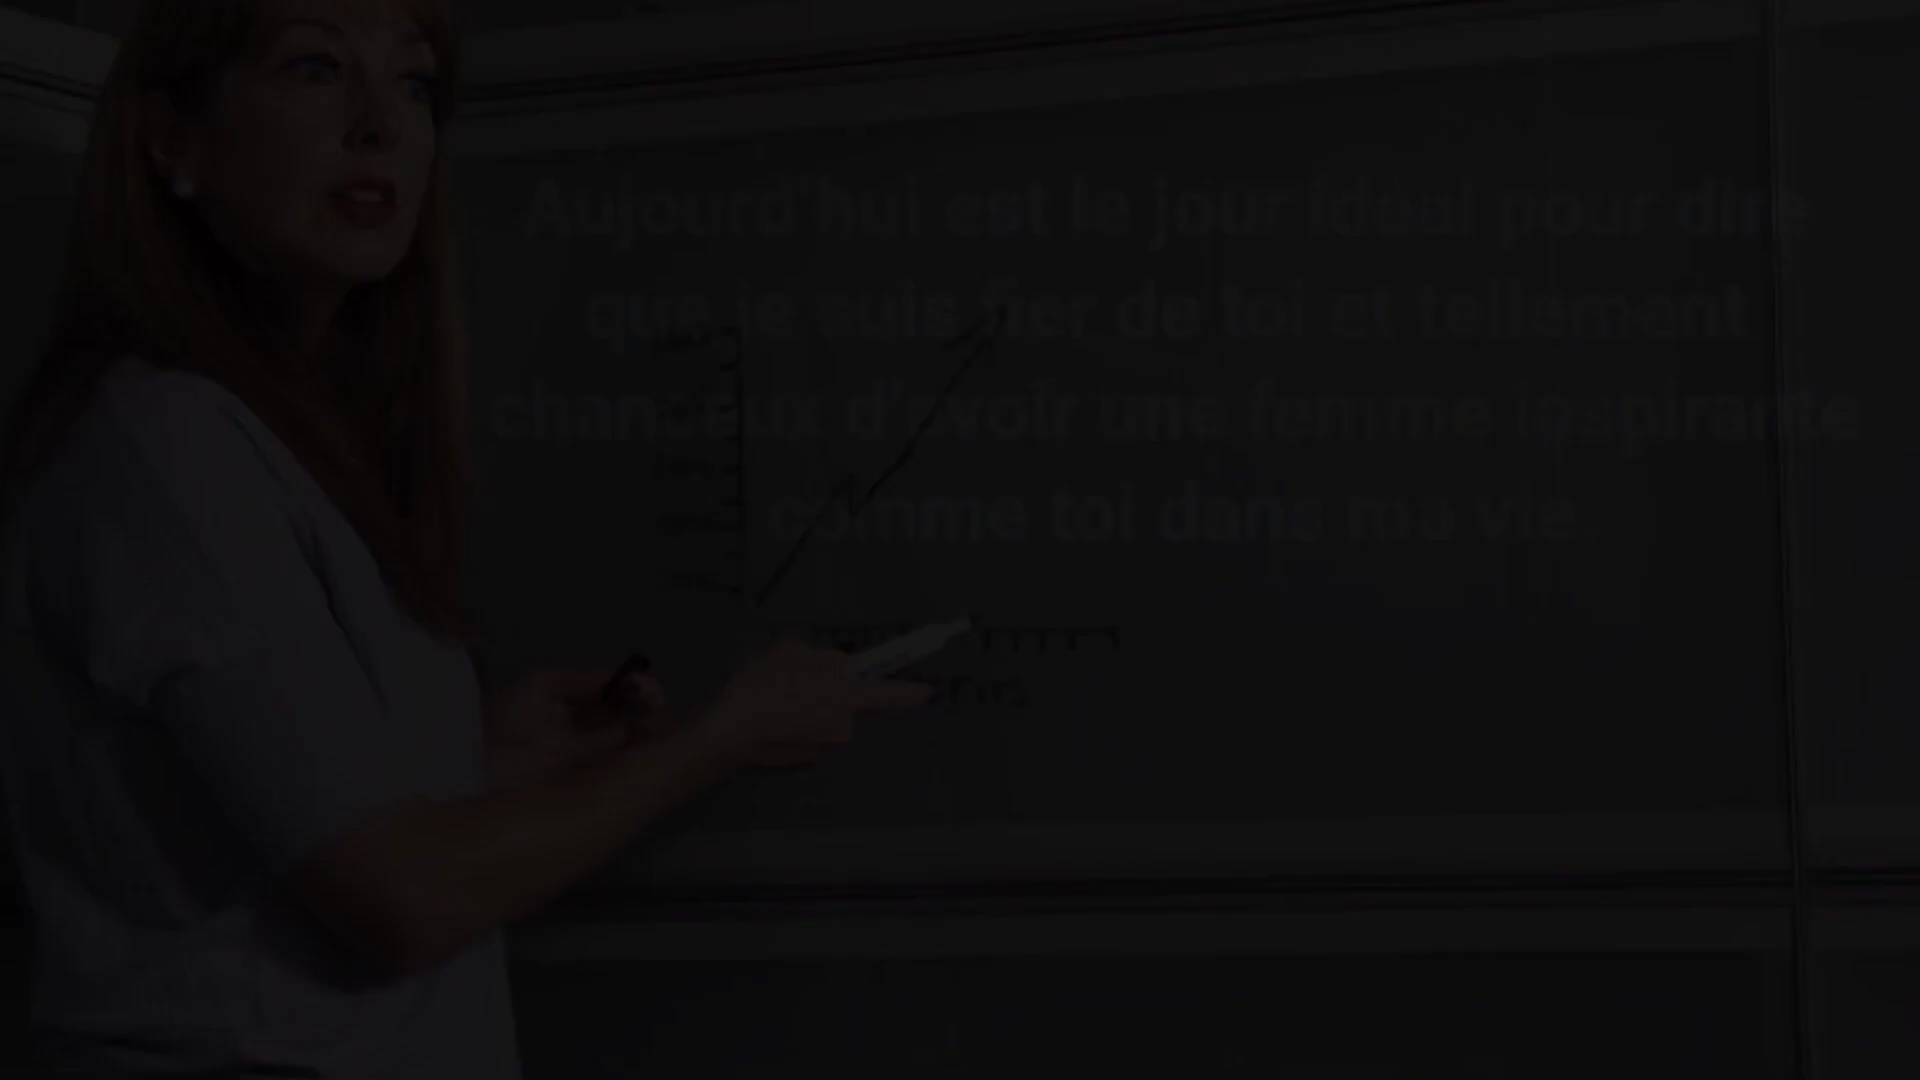 Aujourd'hui est le jour idéal pour dire
que je suis fier de toi et tellement
chanceux d'avoir une femme inspirante
comme toi dans ma vie.